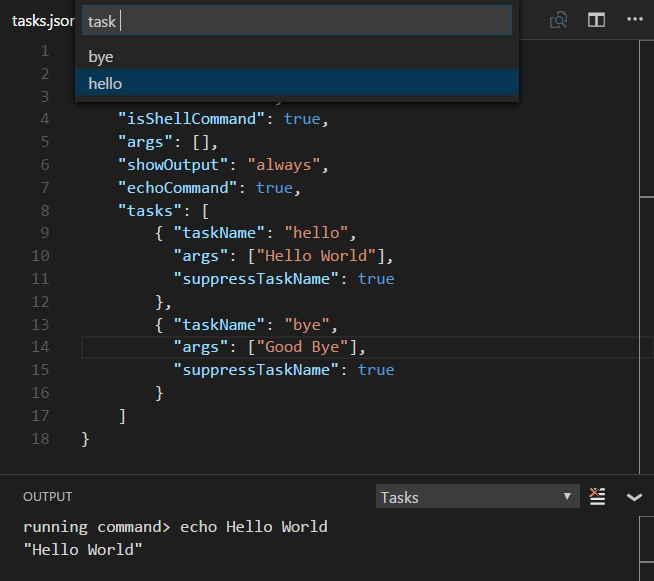 tasks.json
task
bye
hello
1
2
3
4 "isShellCommand": true,
5 "args": [],
6 "showOutput": "always",
7 "echoCommand": true,
8 "tasks": [
9 { "taskName": "hello",
10 "args": ["Hello World"],
11 "suppressTaskName": true
12 },
13 { "taskName": "bye",
14 "args": ["Good Bye"],
15 "suppressTaskName": true
16 }
17 ]
18 }
OUTPUT
Tasks
running command> echo Hello World
"Hello World"